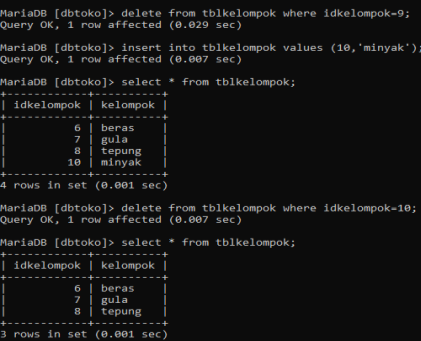 MariaDB [dbtoko]> delete from tblkelompok where idkelompok=9;
Query OK, 1 row affected (0.029 sec)
MariaDB [dbtoko]> insert into tblkelompok values (10,'minyak');
Query OK, 1 row affected (0.007 sec)
MariaDB [dbtoko]> select * from tblkelompok;
+------------+----------+
| idkelompok | kelompok |
+------------+----------+
|          6 | beras    |
|          7 | gula     |
|          8 | tepung   |
|         10 | minyak   |
+------------+----------+
4 rows in set (0.001 sec)
MariaDB [dbtoko]> delete from tblkelompok where idkelompok=10;
Query OK, 1 row affected (0.007 sec)
MariaDB [dbtoko]> select * from tblkelompok;
+------------+----------+
| idkelompok | kelompok |
+------------+----------+
|          6 | beras    |
|          7 | gula     |
|          8 | tepung   |
+------------+----------+
3 rows in set (0.001 sec)